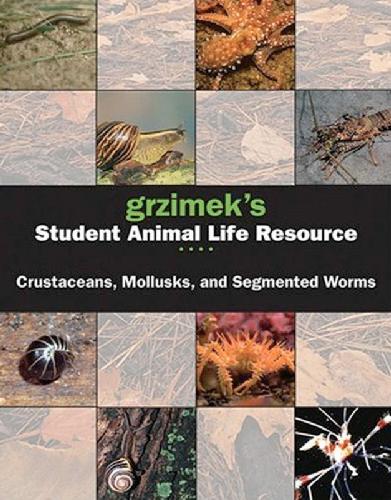 grzimek's
Student Animal Life Resource
Crustaceans, Mollusks, and Segmented Worms